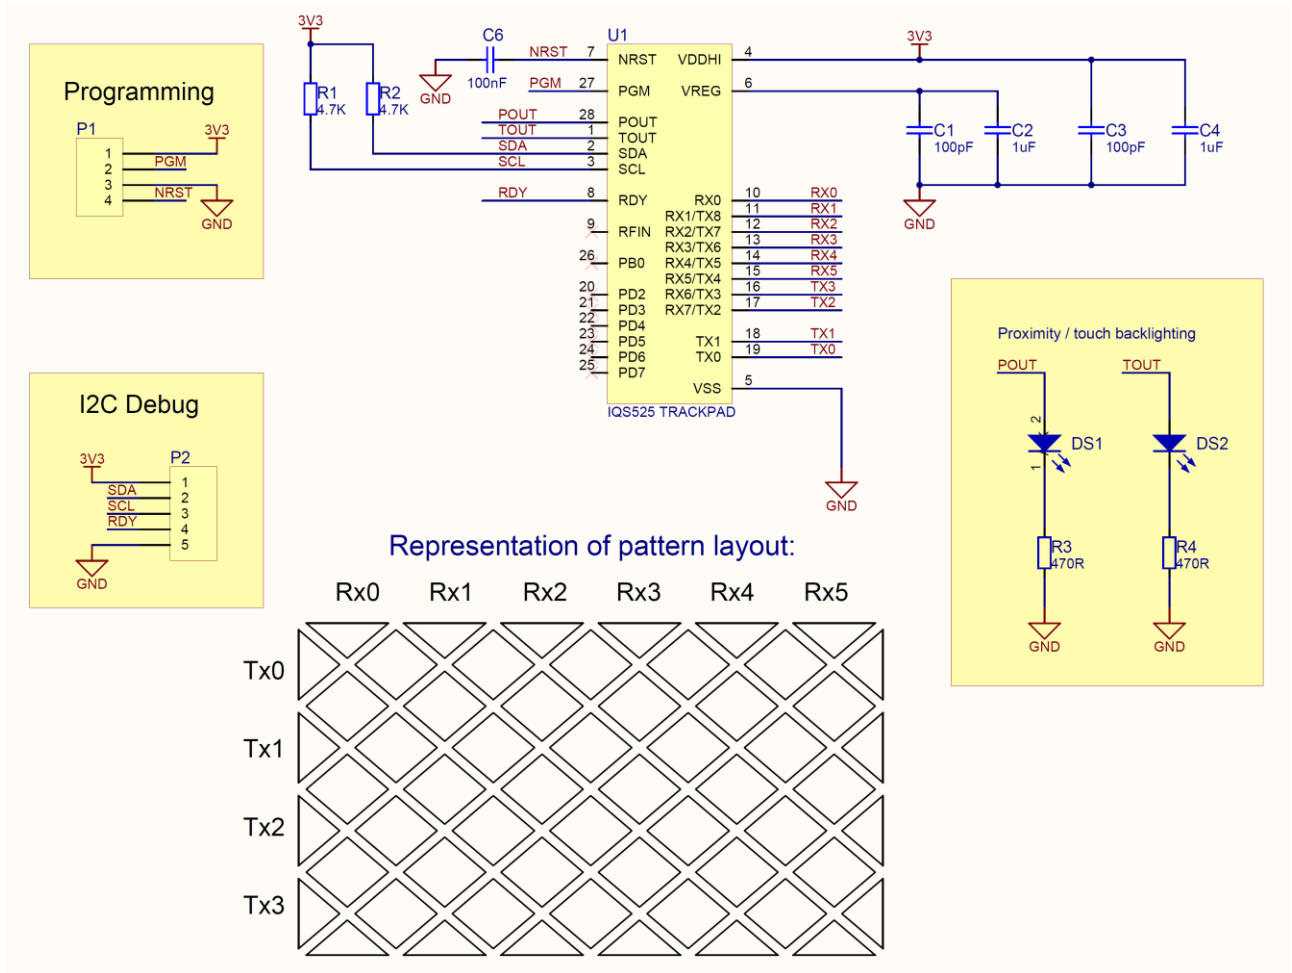 Programming
P1
3V3
1
2 PGM
3
4 NRST
GND
I2C Debug
P2
3V3
1
SDA 2
SCL 3
RDY 4
5
GND
3V3
R1
4.7K
R2
4.7K
C6
100nF
GND
U1
NRST 7 NRST
PGM 27 PGM
POUT 28 POUT
TOUT 1 TOUT
SDA 2 SDA
SCL 3 SCL
RDY 8 RDY
9 RFIN
26 PB0
20 PD2
21 PD3
22 PD4
23 PD5
24 PD6
25 PD7
VDDHI 4
VREG 6
RX0 10 RX0
RX1/TX8 11 RX1
RX2/TX7 12 RX2
RX3/TX6 13 RX3
RX4/TX5 14 RX4
RX5/TX4 15 RX5
RX6/TX3 16 TX3
RX7/TX2 17 TX2
TX1 18 TX1
TX0 19 TX0
VSS 5
IQS525 TRACKPAD
GND
3V3
C1
100pF
C2
1uF
C3
100pF
C4
1uF
GND
Proximity / touch backlighting
POUT
TOUT
2
1
DS1
DS2
R3
470R
R4
470R
GND
GND
Representation of pattern layout:
Rx0 Rx1 Rx2 Rx3 Rx4 Rx5
Tx0
Tx1
Tx2
Tx3